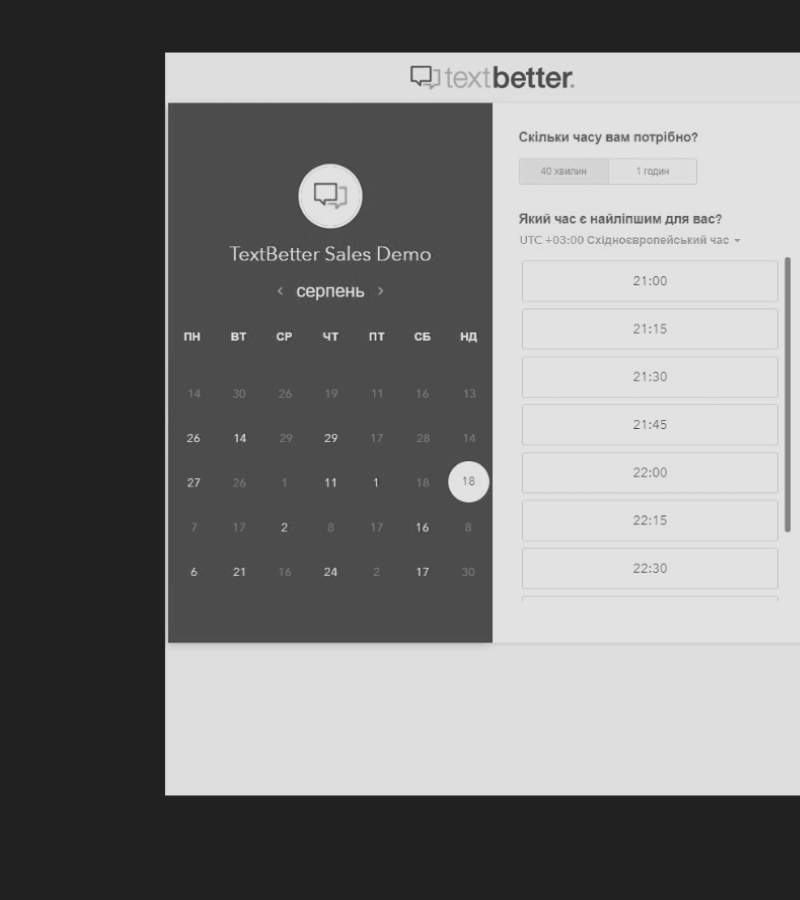 textbetter.
TextBetter Sales Demo
‹ серпень ›
ПН ВТ СР ЧТ ПТ СБ НД
14 30 26 19 11 16 13
26 14 29 29 17 28 14
27 26 1 11 1 18 18
7 17 2 8 17 16 8
6 21 16 24 2 17 30
Скільки часу вам потрібно?
40 хвилин 1 годин
Який час є найліпшим для вас?
UTC +03:00 Східноєвропейський час
21:00
21:15
21:30
21:45
22:00
22:15
22:30